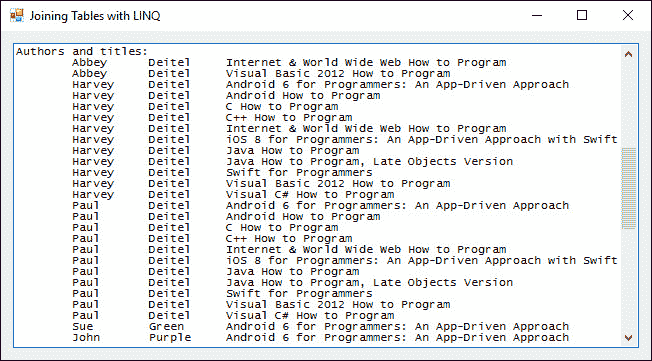 Joining Tables with LINQ
Authors and titles:
Abbey Deitel Internet & World Wide Web How to Program
Abbey Deitel Visual Basic 2012 How to Program
Harvey Deitel Android 6 for Programmers: An App-Driven Approach
Harvey Deitel Android How to Program
Harvey Deitel C How to Program
Harvey Deitel C++ How to Program
Harvey Deitel Internet & World Wide Web How to Program
Harvey Deitel iOS 8 for Programmers: An App-Driven Approach with Swift
Harvey Deitel Java How to Program
Harvey Deitel Java How to Program, Late Objects Version
Harvey Deitel Swift for Programmers
Harvey Deitel Visual Basic 2012 How to Program
Harvey Deitel Visual C# How to Program
Paul Deitel Android 6 for Programmers: An App-Driven Approach
Paul Deitel Android How to Program
Paul Deitel C How to Program
Paul Deitel C++ How to Program
Paul Deitel Internet & World Wide Web How to Program
Paul Deitel iOS 8 for Programmers: An App-Driven Approach with Swift
Paul Deitel Java How to Program
Paul Deitel Java How to Program, Late Objects Version
Paul Deitel Swift for Programmers
Paul Deitel Visual Basic 2012 How to Program
Paul Deitel Visual C# How to Program
Sue Green Android 6 for Programmers: An App-Driven Approach
John Purple Android 6 for Programmers: An App-Driven Approach